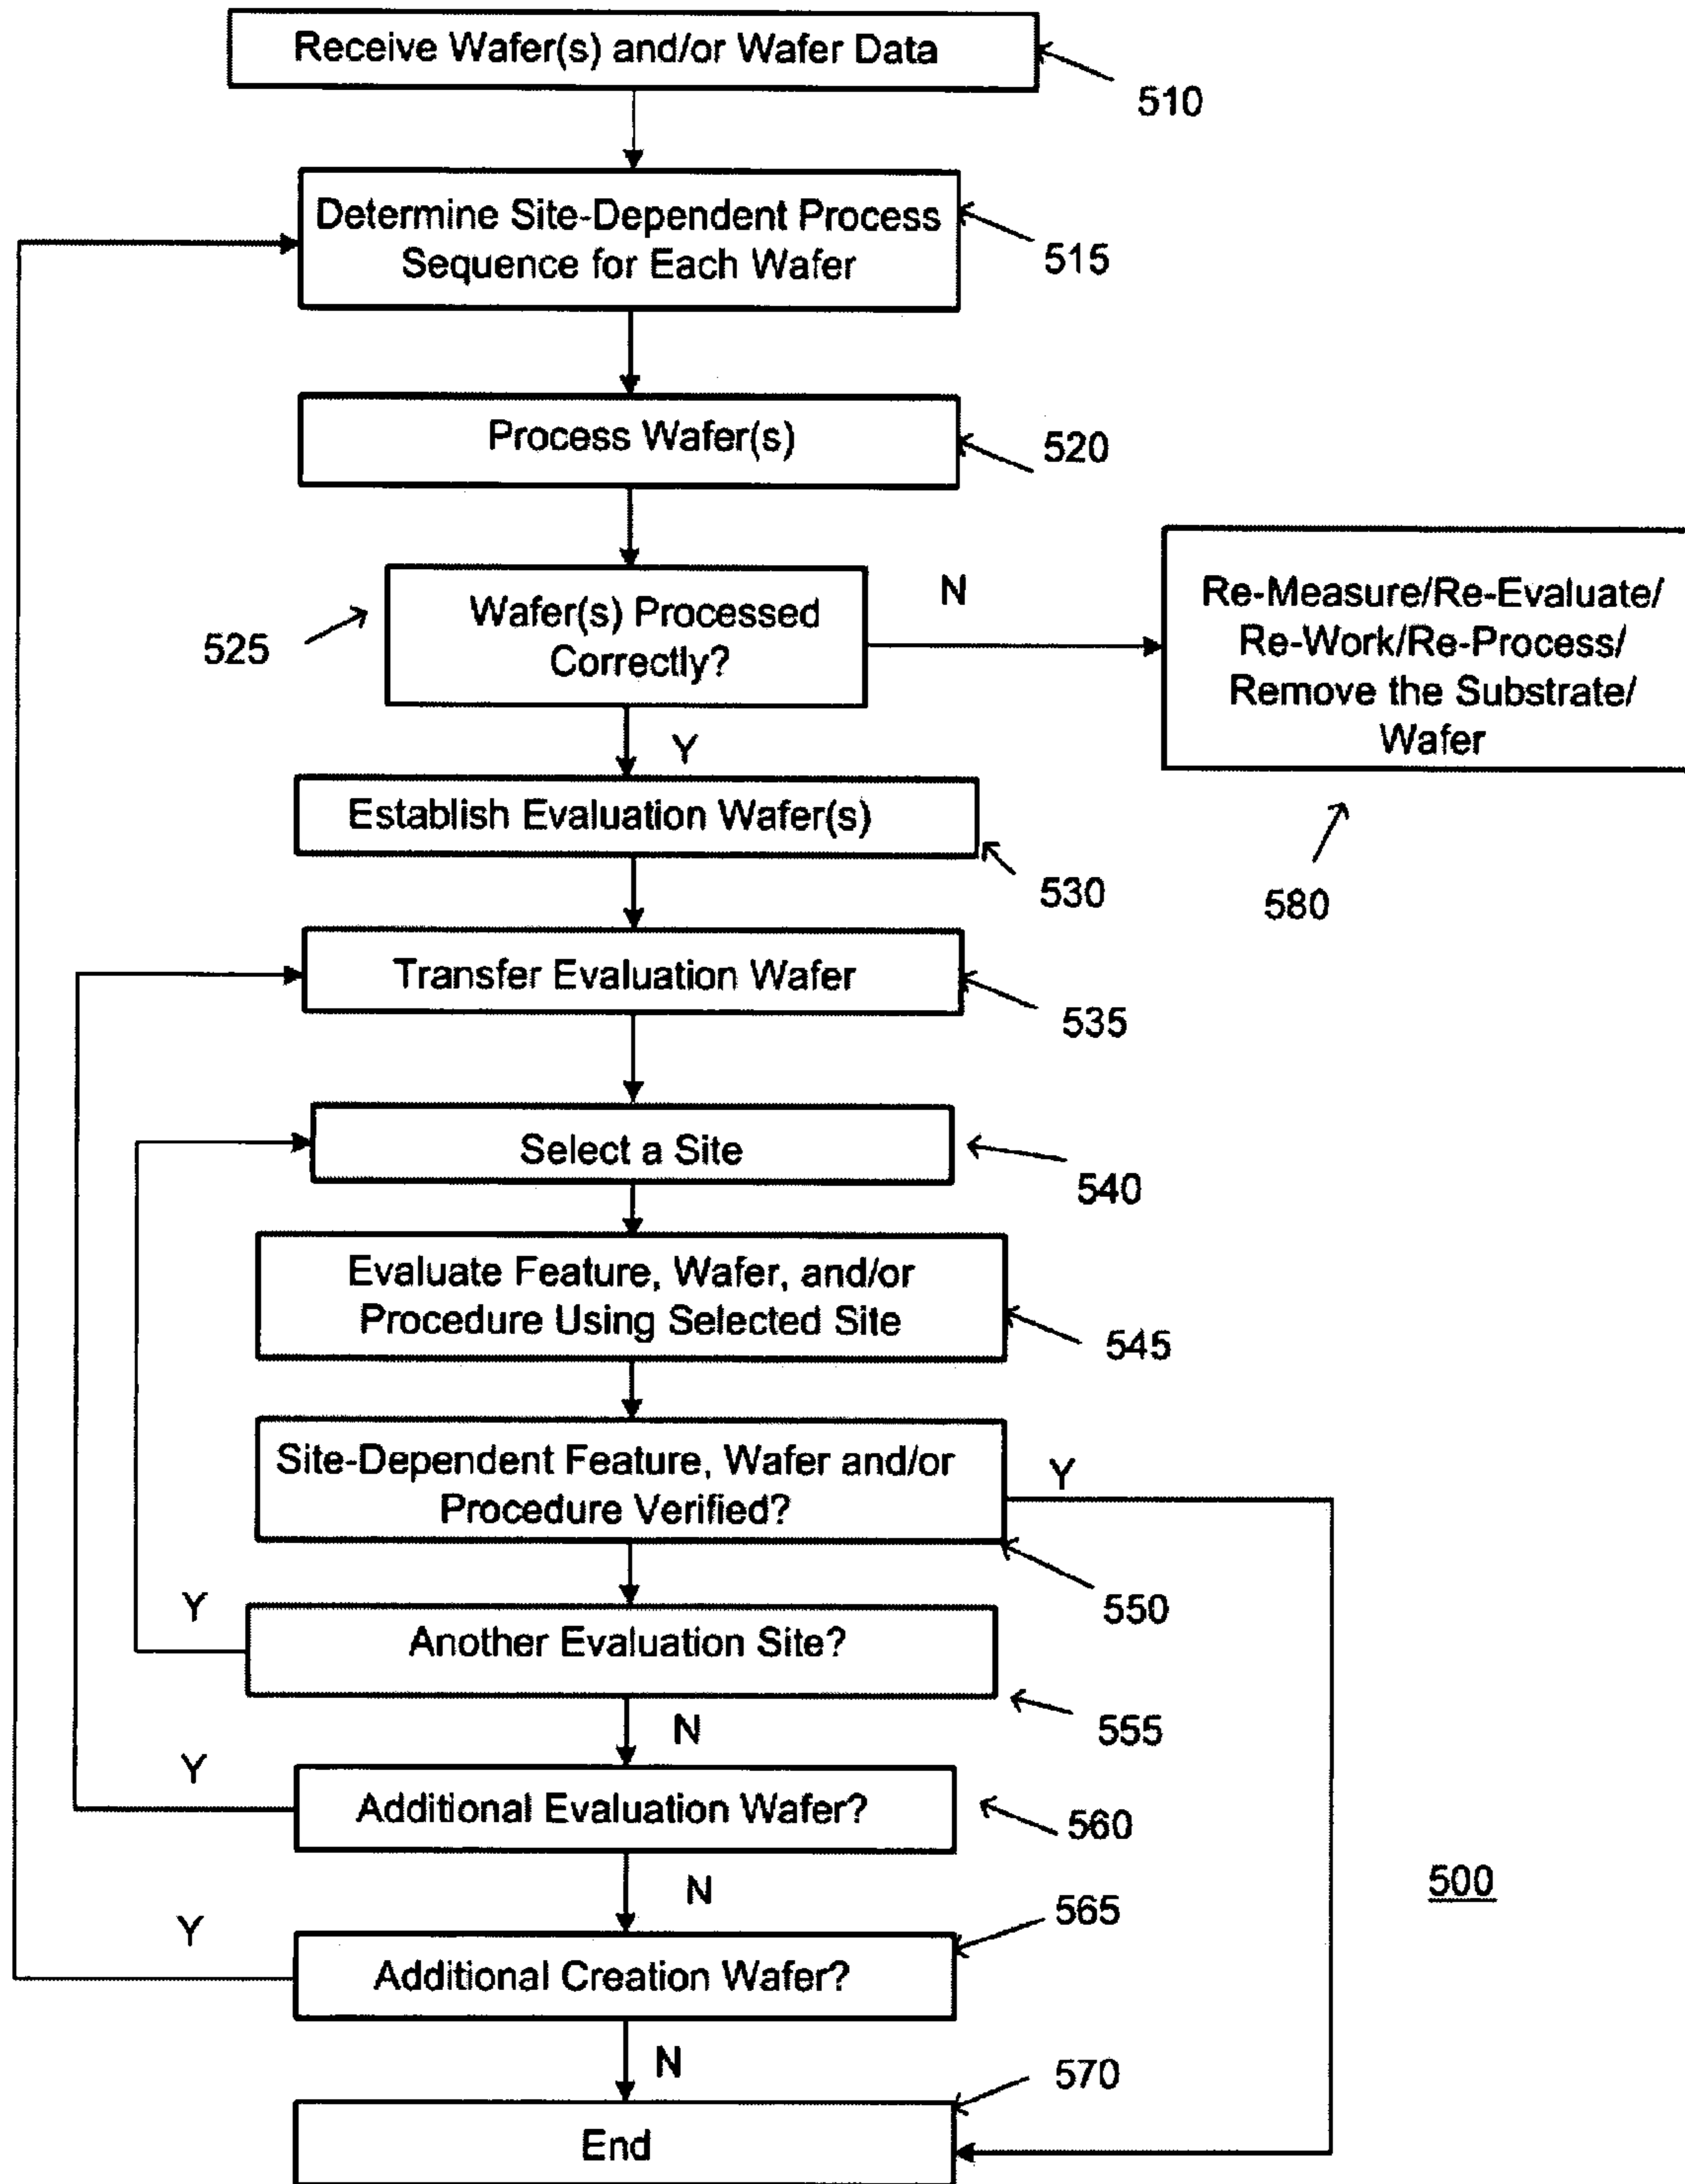 Receive Wafer(s) and/or Wafer Data
510
Determine Site-Dependent Process
Sequence for Each Wafer
515
Process Wafer(s)
520
Wafer(s) Processed
Correctly?
525
N
Re-Measure/Re-Evaluate/
Re-Work/Re-Process/
Remove the Substrate/
Wafer
580
Y
Establish Evaluation Wafer(s)
530
Transfer Evaluation Wafer
535
Select a Site
540
Evaluate Feature, Wafer, and/or
Procedure Using Selected Site
545
Site-Dependent Feature, Wafer and/or
Procedure Verified?
Y
550
Y
Another Evaluation Site?
555
N
Y
Additional Evaluation Wafer?
560
N
500
Y
Additional Creation Wafer?
565
N
570
End